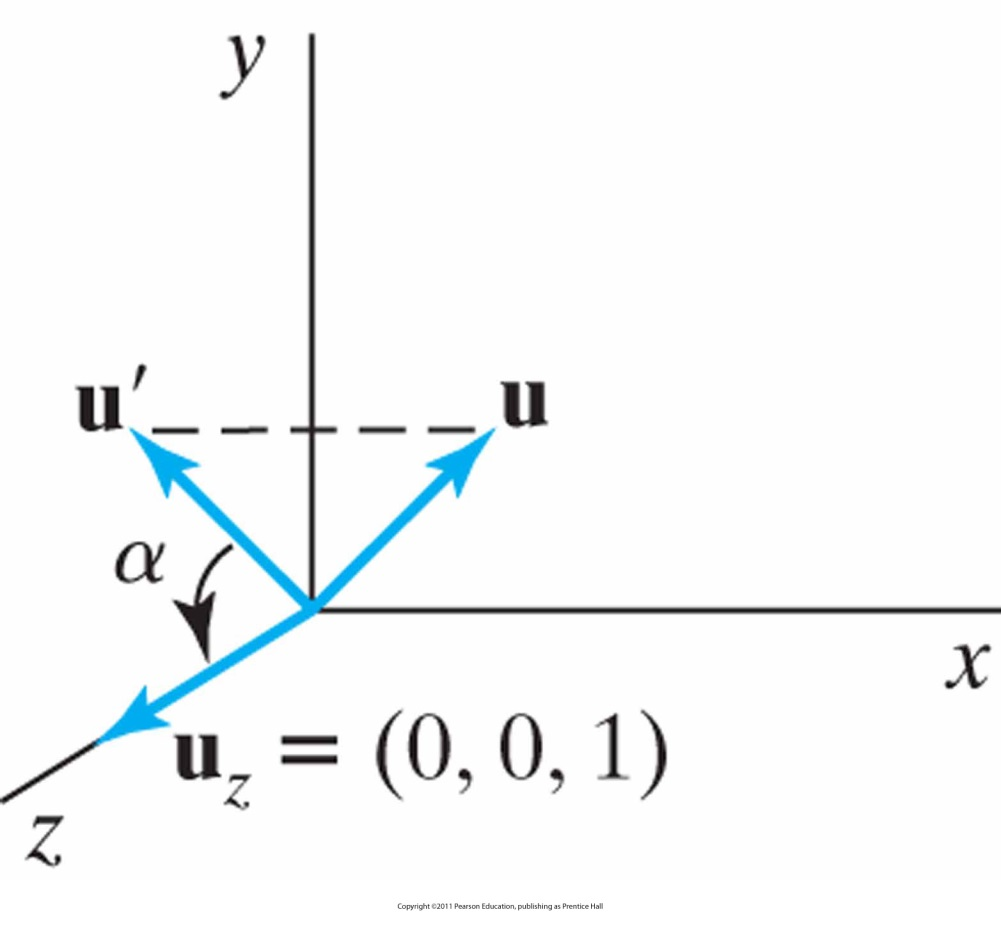 y
u′
u
α
x
u_z = (0, 0, 1)
z
Copyright ©2011 Pearson Education, publishing as Prentice Hall